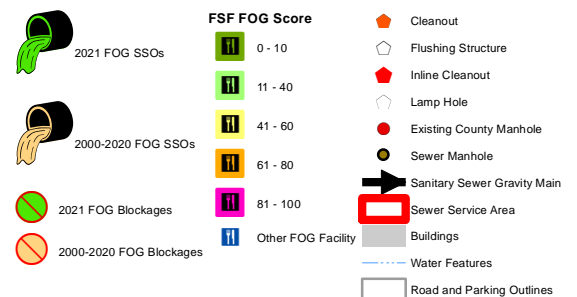 2021 FOG SSOs
2000-2020 FOG SSOs
2021 FOG Blockages
2000-2020 FOG Blockages
FSF FOG Score
0 - 10
11 - 40
41 - 60
61 - 80
81 - 100
Other FOG Facility
Cleanout
Flushing Structure
Inline Cleanout
Lamp Hole
Existing County Manhole
Sewer Manhole
Sanitary Sewer Gravity Main
Sewer Service Area
Buildings
Water Features
Road and Parking Outlines